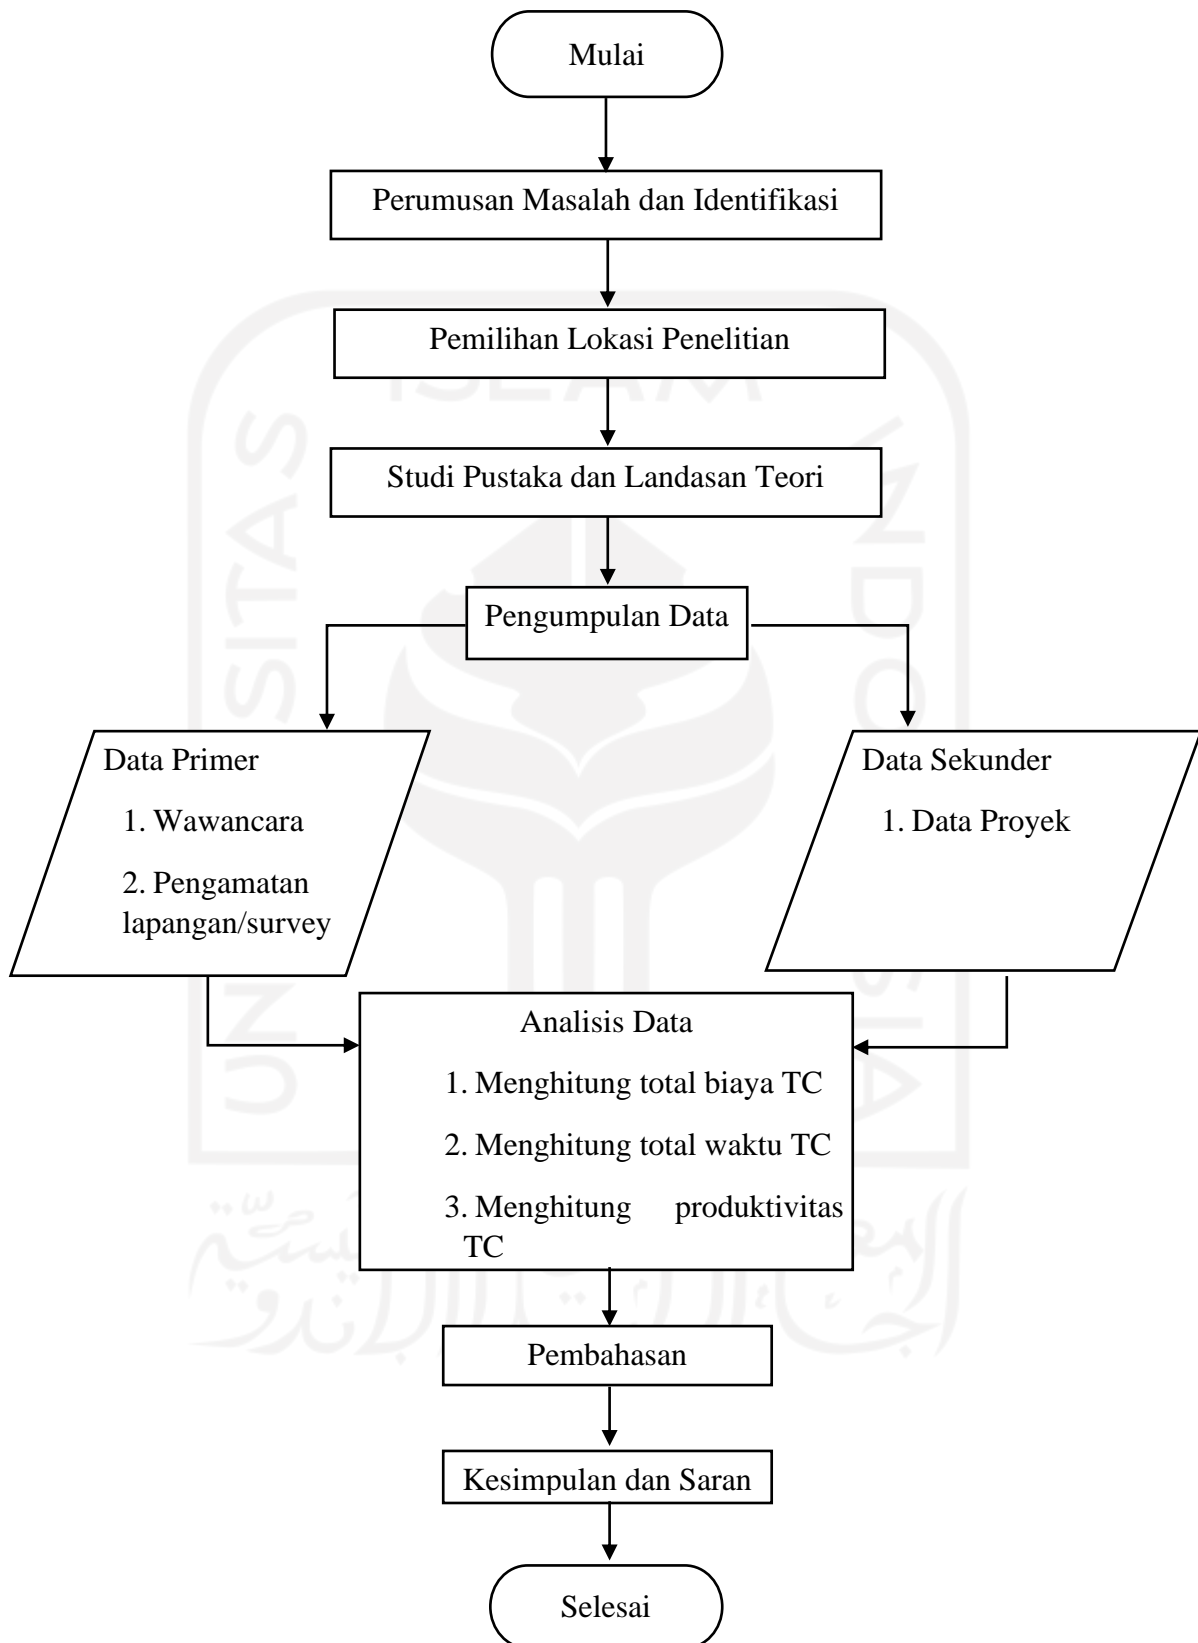 Mulai
Perumusan Masalah dan Identifikasi
Pemilihan Lokasi Penelitian
Studi Pustaka dan Landasan Teori
Pengumpulan Data
Data Primer
1. Wawancara
2. Pengamatan
lapangan/survey
Data Sekunder
1. Data Proyek
Analisis Data
1. Menghitung total biaya TC
2. Menghitung total waktu TC
3. Menghitung produktivitas
TC
Pembahasan
Kesimpulan dan Saran
Selesai